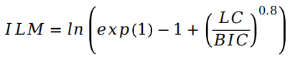 ILM = ln(exp(1) − 1 + (LC/BIC)^0.8)